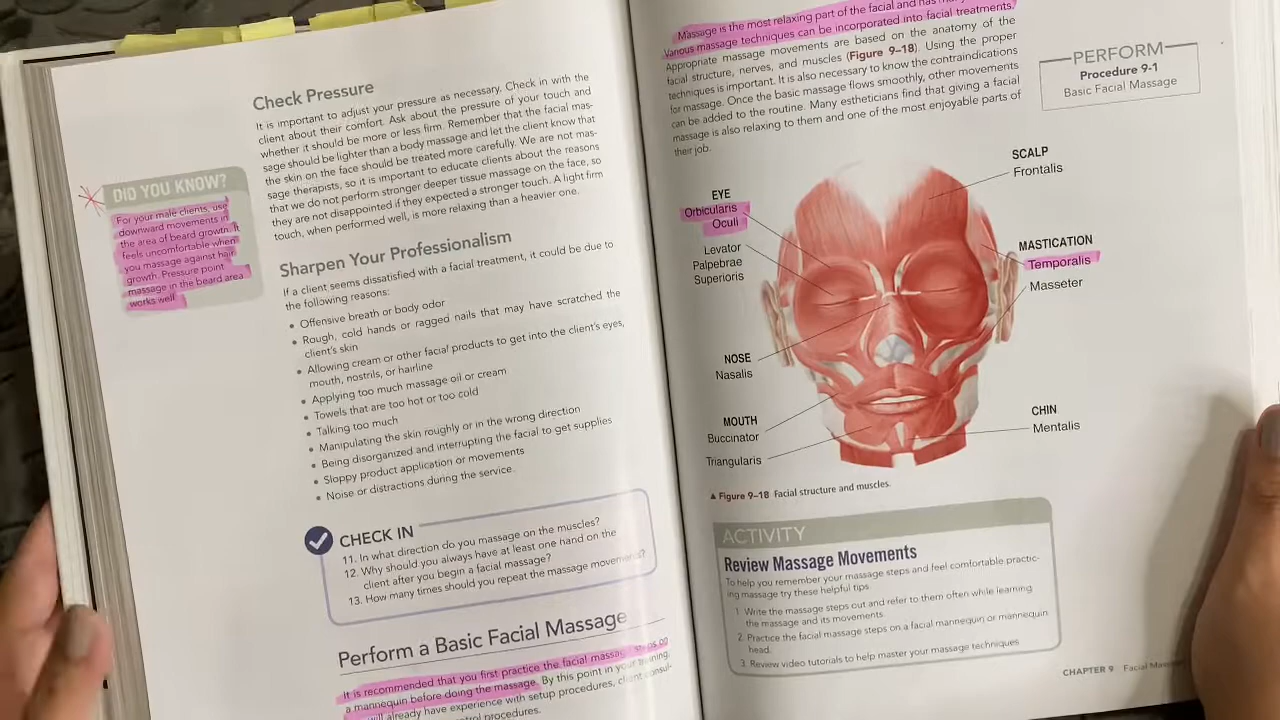 Check Pressure
It is important to adjust your pressure as necessary. Check in with the
client about their comfort. Ask about the pressure of your touch and
whether it should be more or less firm. Remember that the facial mas-
sage should be lighter than a body massage and let the client know that
the skin on the face should be treated more carefully. We are not mas-
sage therapists, so it is important to educate clients about the reasons
that we do not perform stronger deeper tissue massage on the face, so
they are not disappointed if they expected a stronger touch. A light firm
touch, when performed well, is more relaxing than a heavier one.
DID YOU KNOW?
For your male clients, use
downward movements in
the area of beard growth. It
feels uncomfortable when
you massage against hair
growth. Pressure point
massage in the beard area
works well.
Sharpen Your Professionalism
If a client seems dissatisfied with a facial treatment, it could be due to
the following reasons:
• Offensive breath or body odor
• Rough, cold hands or ragged nails that may have scratched the
client's skin
• Allowing cream or other facial products to get into the client's eyes,
mouth, nostrils, or hairline
• Applying too much massage oil or cream
• Towels that are too hot or too cold
• Talking too much
• Manipulating the skin roughly or in the wrong direction
• Being disorganized and interrupting the facial to get supplies
• Sloppy product application or movements
• Noise or distractions during the service.
CHECK IN
11. In what direction do you massage on the muscles?
12. Why should you always have at least one hand on the
client after you begin a facial massage?
13. How many times should you repeat the massage movements?
Perform a Basic Facial Massage
It is recommended that you first practice the facial massage steps on
a mannequin before doing the massage. By this point in your training,
will already have experience with setup procedures, client consul-
procedures.
Massage is the most relaxing part of the facial and has
Various massage techniques can be incorporated into facial treatments.
Appropriate massage movements are based on the anatomy of the
facial structure, nerves, and muscles (Figure 9–18). Using the proper
techniques is important. It is also necessary to know the contraindications
for massage. Once the basic massage flows smoothly, other movements
can be added to the routine. Many estheticians find that giving a facial
massage is also relaxing to them and one of the most enjoyable parts of
their job.
PERFORM
Procedure 9-1
Basic Facial Massage
SCALP
Frontalis
EYE
Orbicularis
Oculi
Levator
Palpebrae
Superioris
MASTICATION
Temporalis
Masseter
NOSE
Nasalis
MOUTH
Buccinator
Triangularis
CHIN
Mentalis
▲ Figure 9–18 Facial structure and muscles.
ACTIVITY
Review Massage Movements
To help you remember your massage steps and feel comfortable practic-
ing massage try these helpful tips
1 Write the massage steps out and refer to them often while learning
the massage and its movements.
2. Practice the facial massage steps on a facial mannequin or mannequin
head.
3. Review video tutorials to help master your massage techniques
CHAPTER 9 Facial